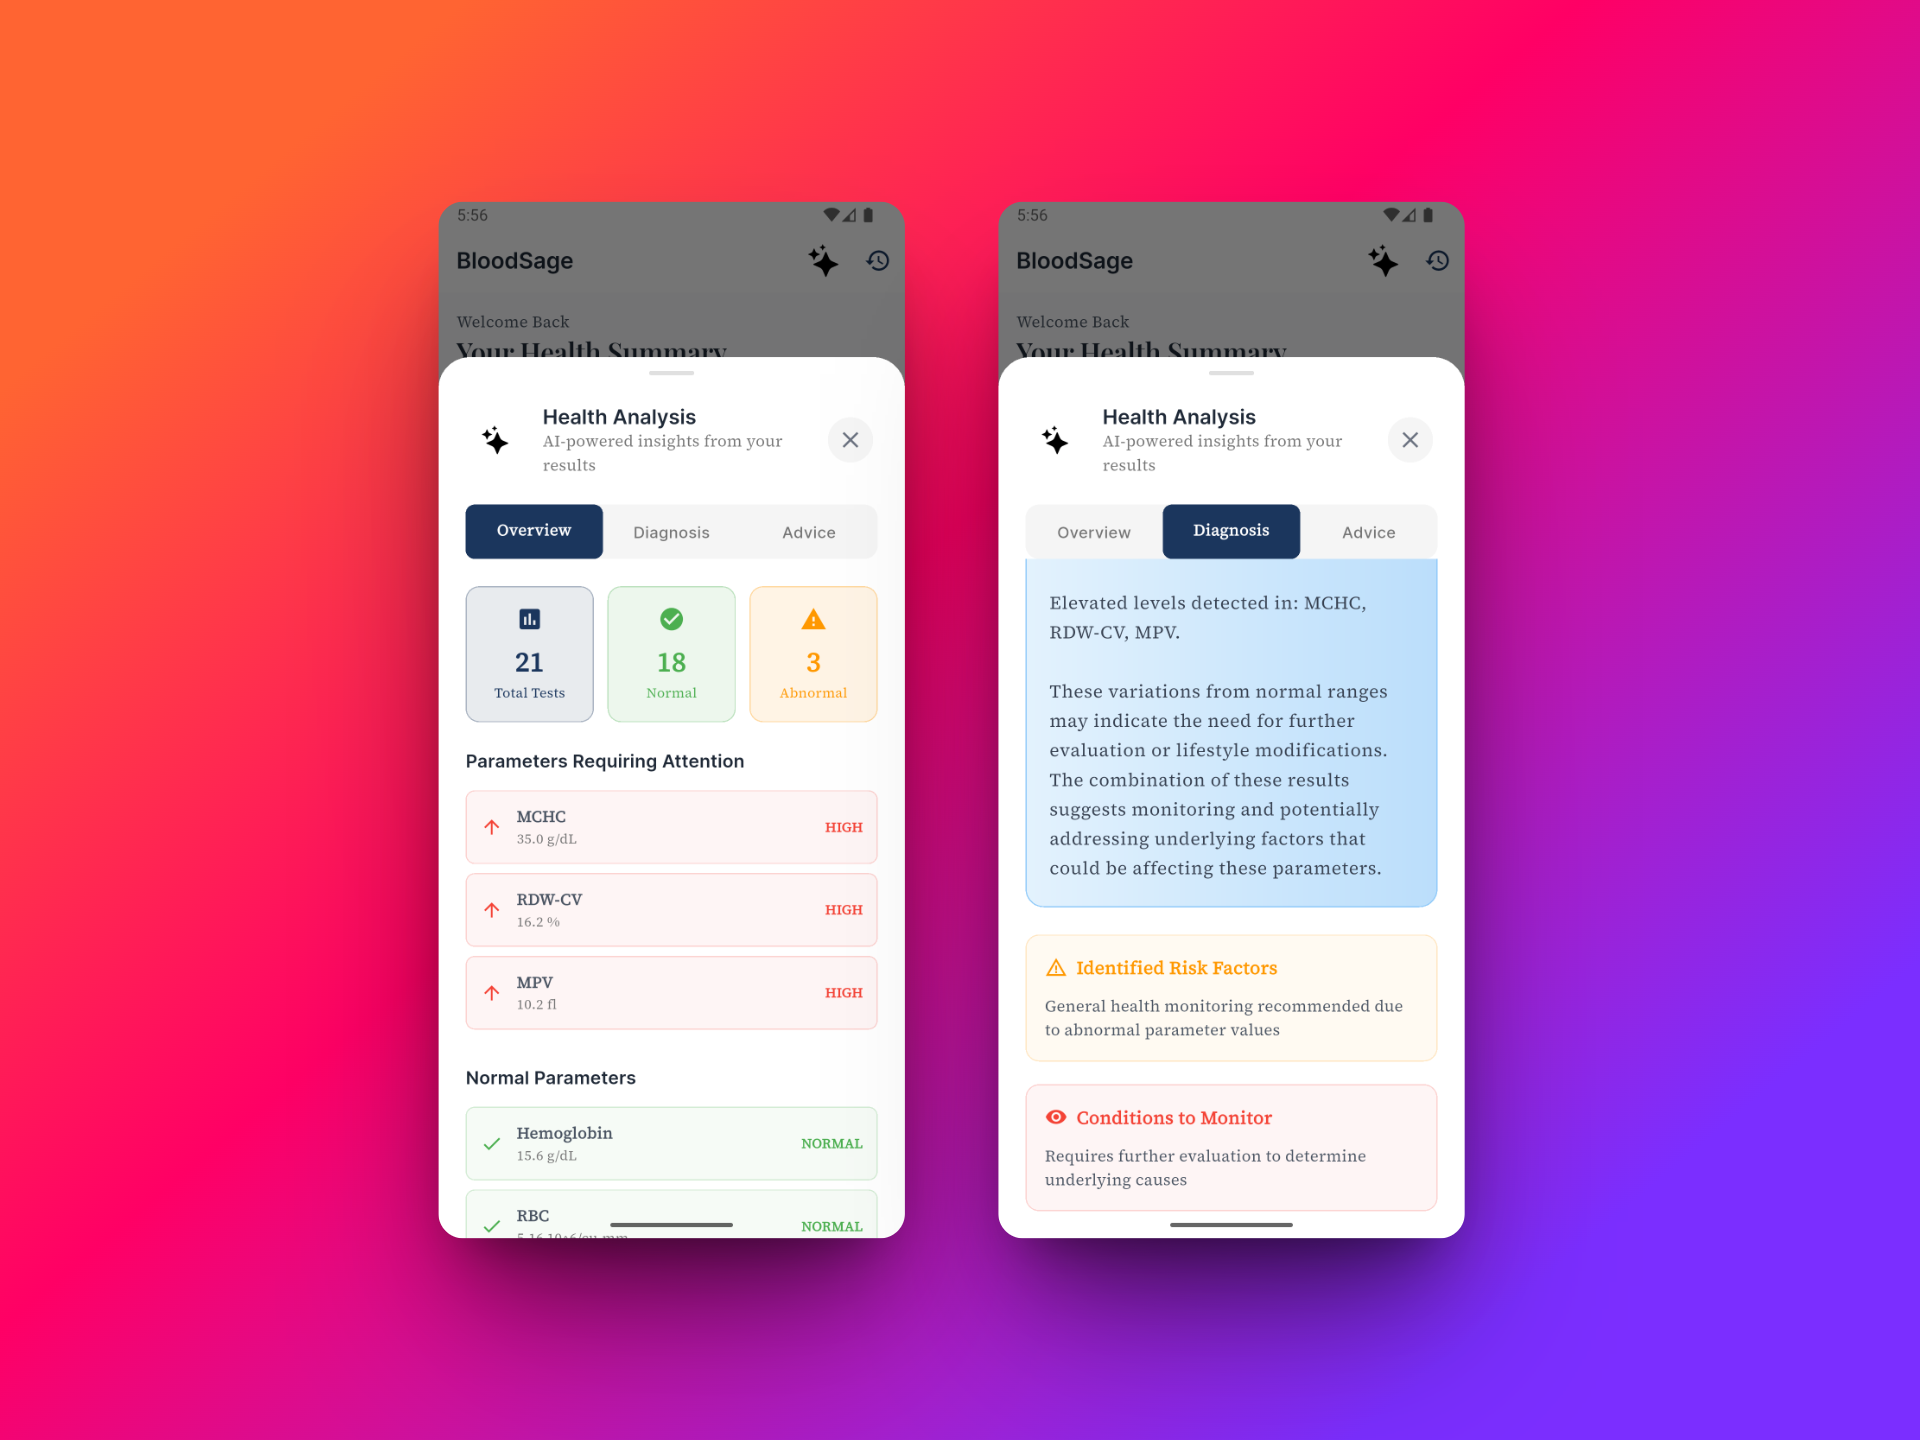 5:56
BloodSage
Welcome Back
Your Health Summary
Health Analysis
AI-powered insights from your
results
Overview
Diagnosis
Advice
21
Total Tests
18
Normal
3
Abnormal
Parameters Requiring Attention
MCHC
35.0 g/dL
HIGH
RDW-CV
16.2 %
HIGH
MPV
10.2 fl
HIGH
Normal Parameters
Hemoglobin
15.6 g/dL
NORMAL
RBC
5.16 10^6/cu.mm
NORMAL
5:56
BloodSage
Welcome Back
Your Health Summary
Health Analysis
AI-powered insights from your
results
Overview
Diagnosis
Advice
Elevated levels detected in: MCHC,
RDW-CV, MPV.
These variations from normal ranges
may indicate the need for further
evaluation or lifestyle modifications.
The combination of these results
suggests monitoring and potentially
addressing underlying factors that
could be affecting these parameters.
Identified Risk Factors
General health monitoring recommended due
to abnormal parameter values
Conditions to Monitor
Requires further evaluation to determine
underlying causes